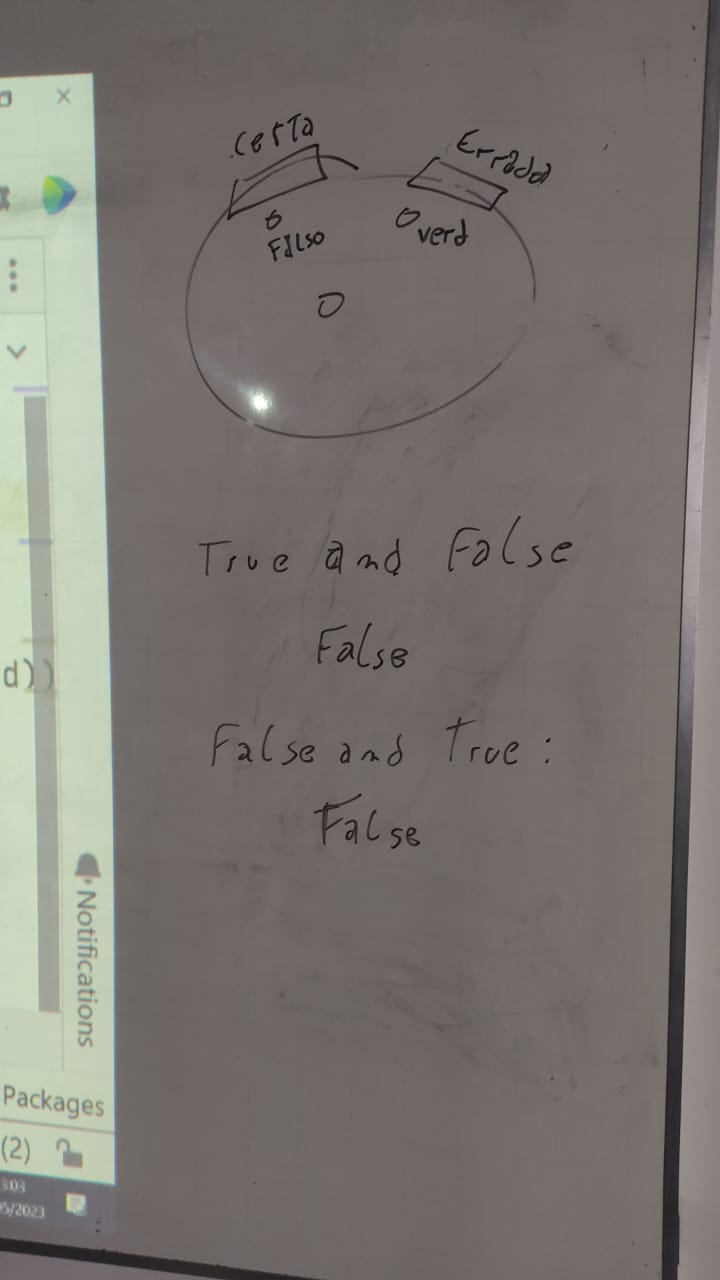 certa
Errada
Falso
verd
True and False
False
False and True:
False
d))
Notifications
Packages
(2)
3:03
05/2023